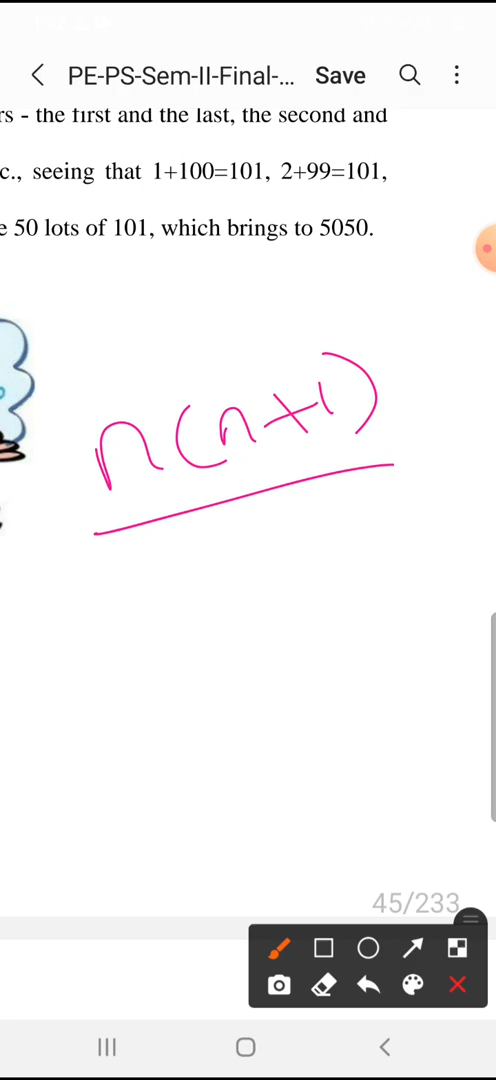 PE-PS-Sem-II-Final-... Save
rs - the first and the last, the second and
c., seeing that 1+100=101, 2+99=101,
e 50 lots of 101, which brings to 5050.
n(n+1)
45/233